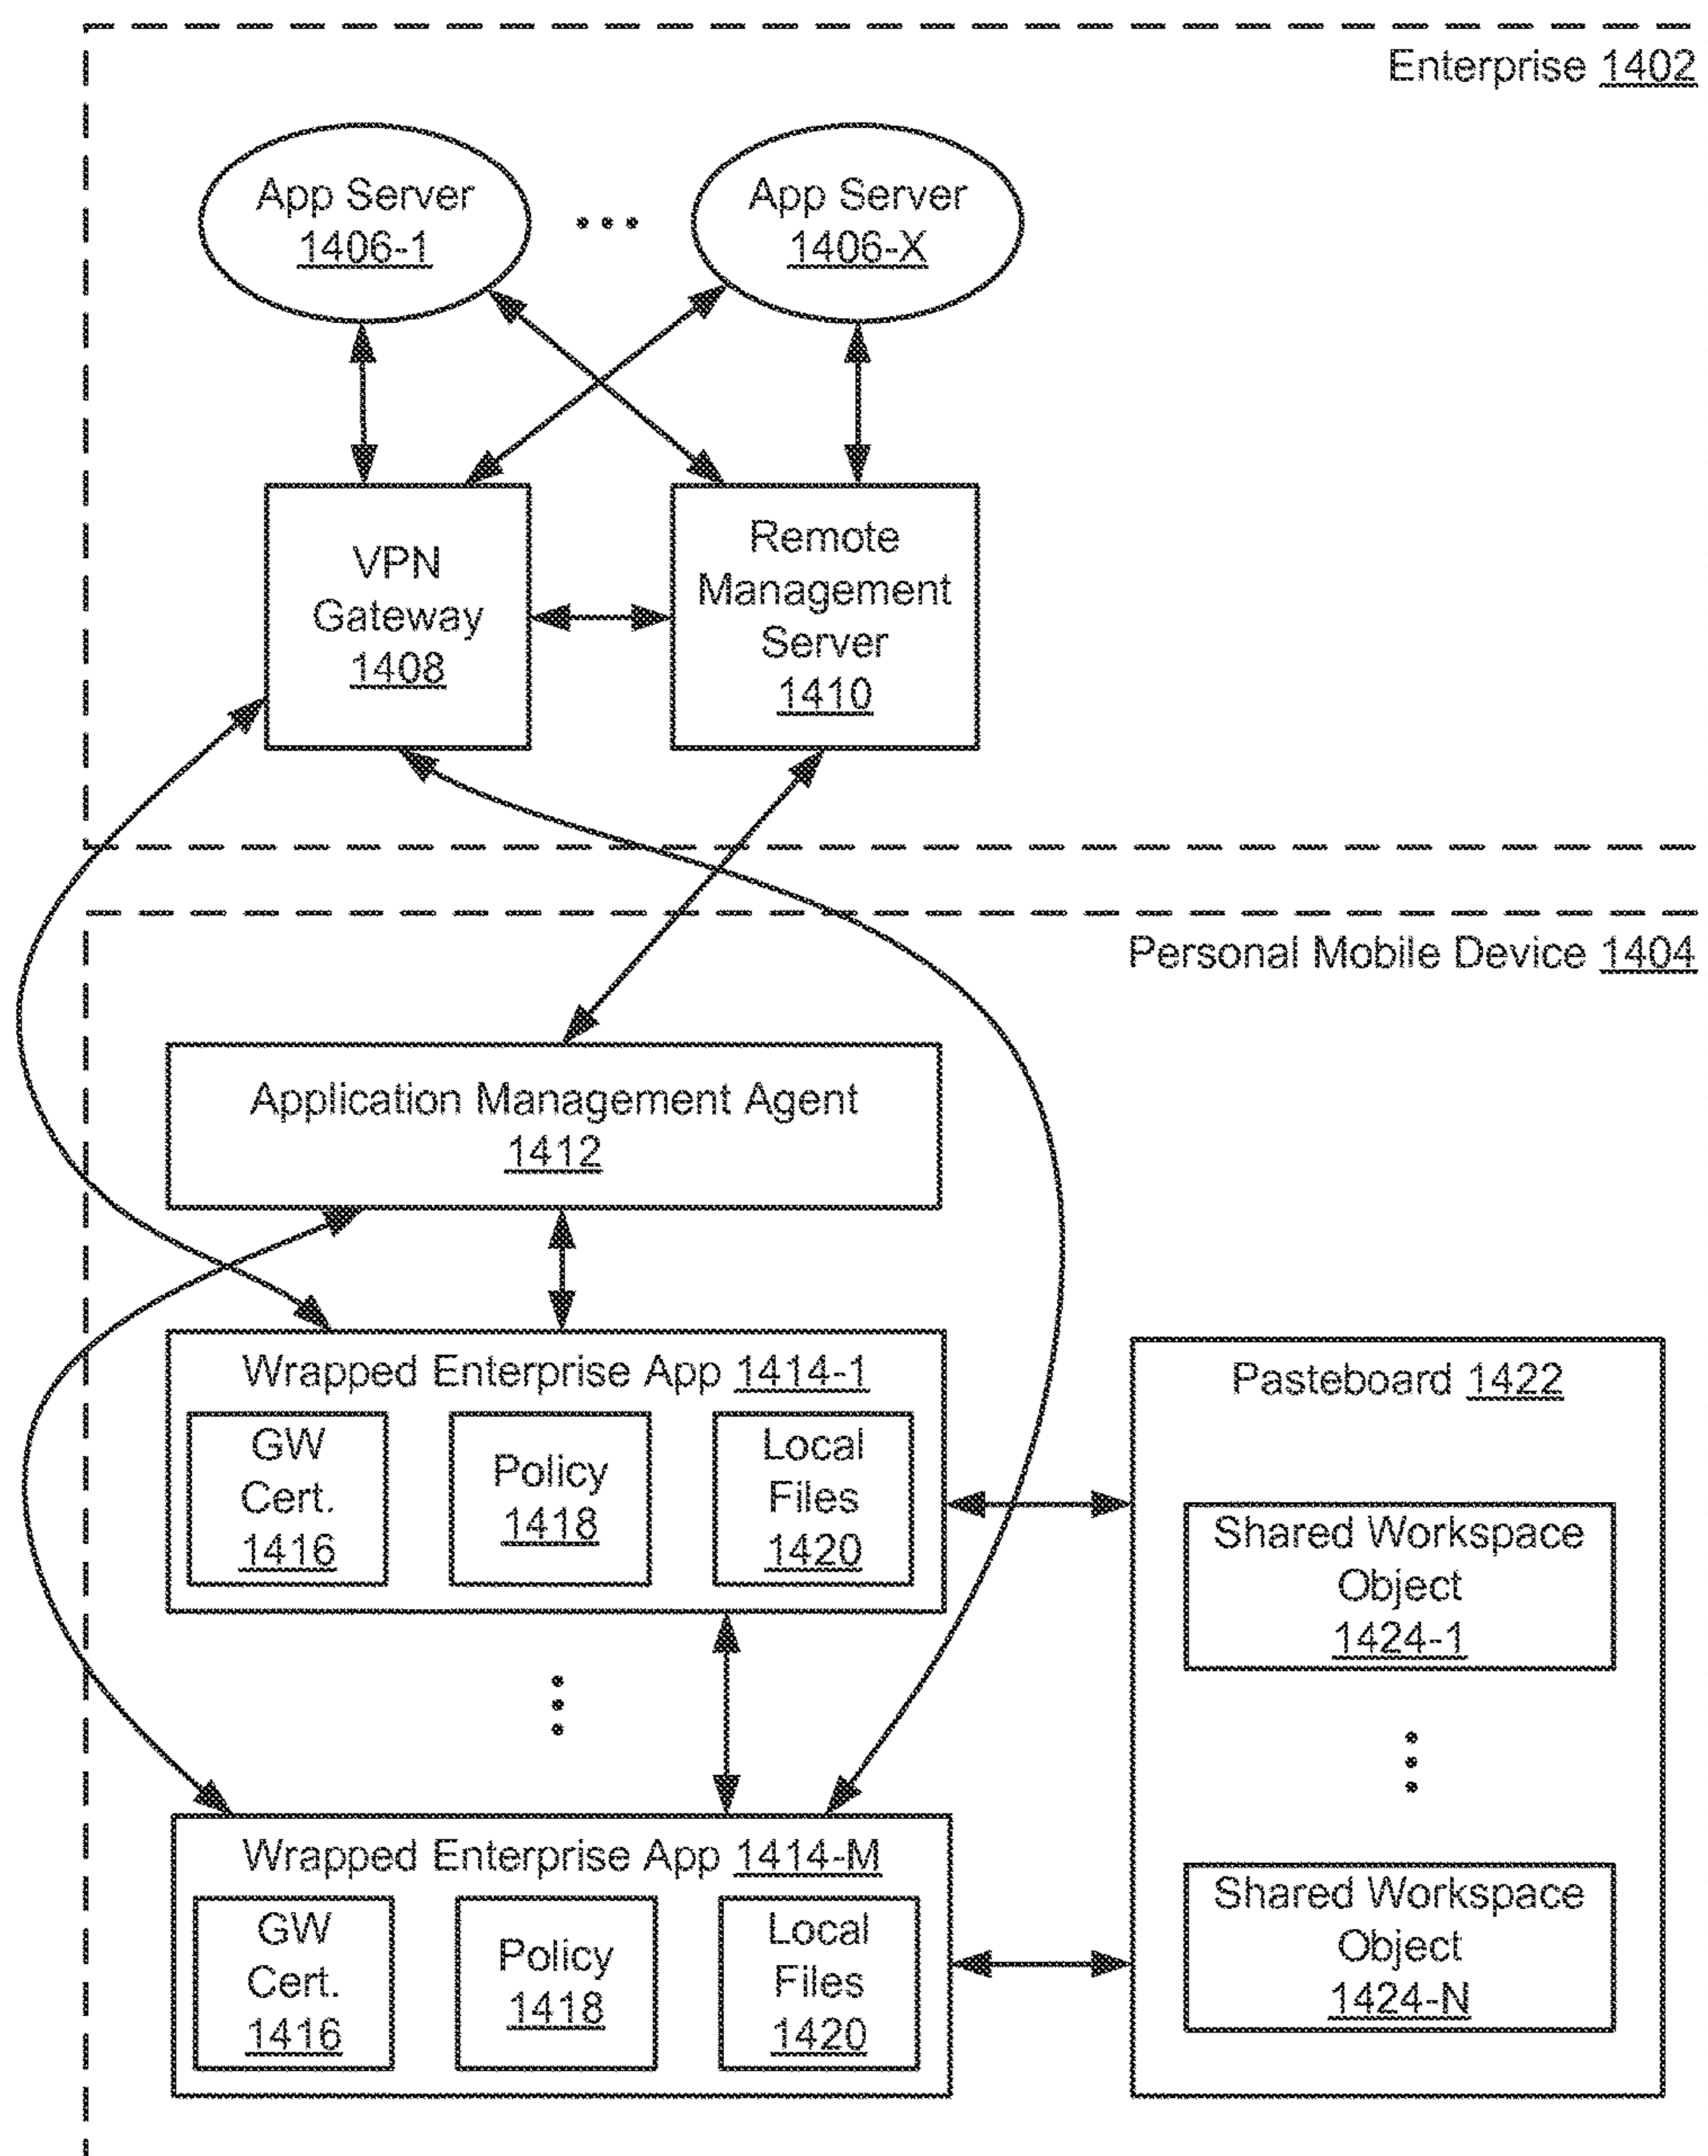 Enterprise 1402
App Server
1406-1
App Server
1406-X
VPN
Gateway
1408
Remote
Management
Server
1410
Personal Mobile Device 1404
Application Management Agent
1412
Wrapped Enterprise App 1414-1
GW
Cert.
1416
Policy
1418
Local
Files
1420
Pasteboard 1422
Shared Workspace
Object
1424-1
Wrapped Enterprise App 1414-M
GW
Cert.
1416
Policy
1418
Local
Files
1420
Shared Workspace
Object
1424-N